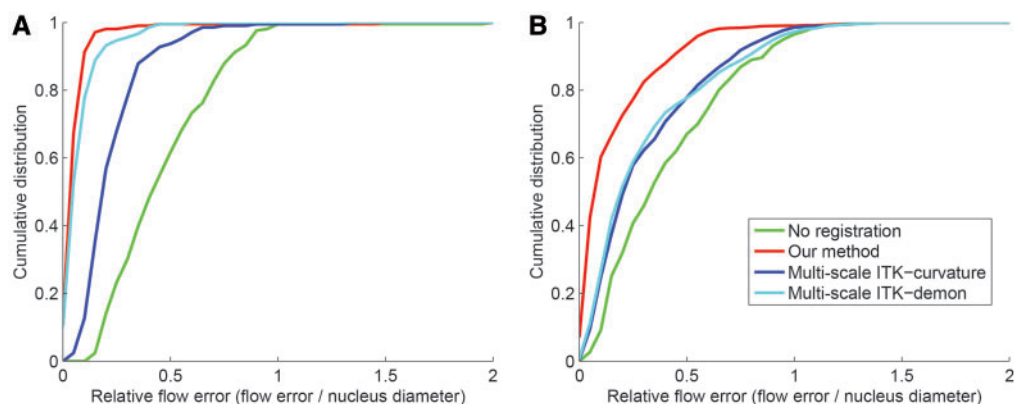 A
1
0.8
0.6
0.4
0.2
0
Cumulative distribution
0
0.5
1
1.5
2
Relative flow error (flow error / nucleus diameter)
B
1
0.8
0.6
0.4
0.2
0
Cumulative distribution
No registration
Our method
Multi-scale ITK-curvature
Multi-scale ITK-demon
0
0.5
1
1.5
2
Relative flow error (flow error / nucleus diameter)